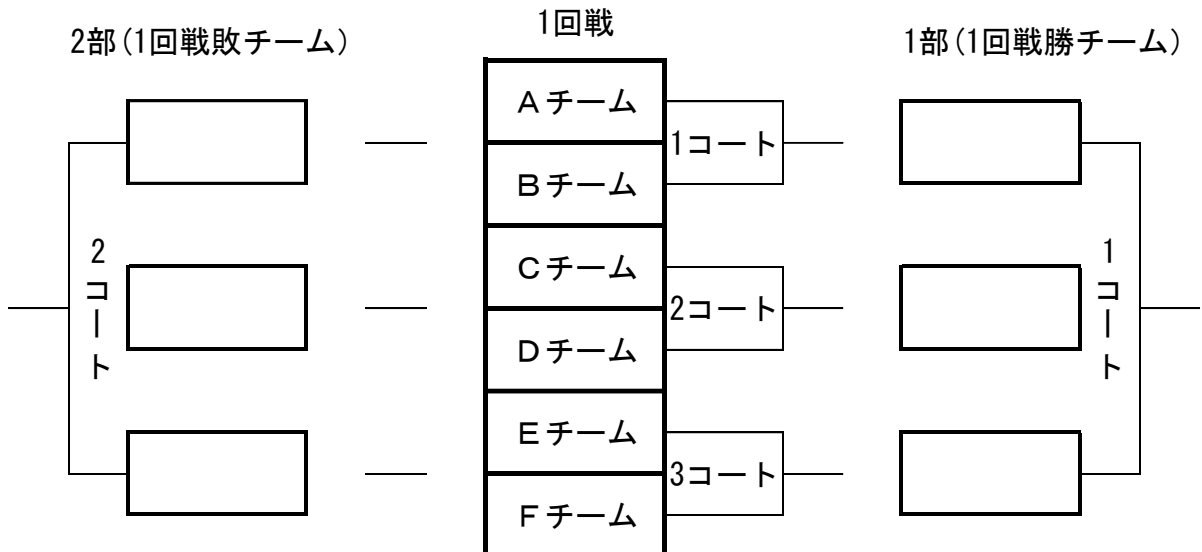 1回戦
2部(1回戦敗チーム)
1部(1回戦勝チーム)
Aチーム
1コート
Bチーム
2コート
Cチーム
2コート
Dチーム
1コート
Eチーム
3コート
Fチーム